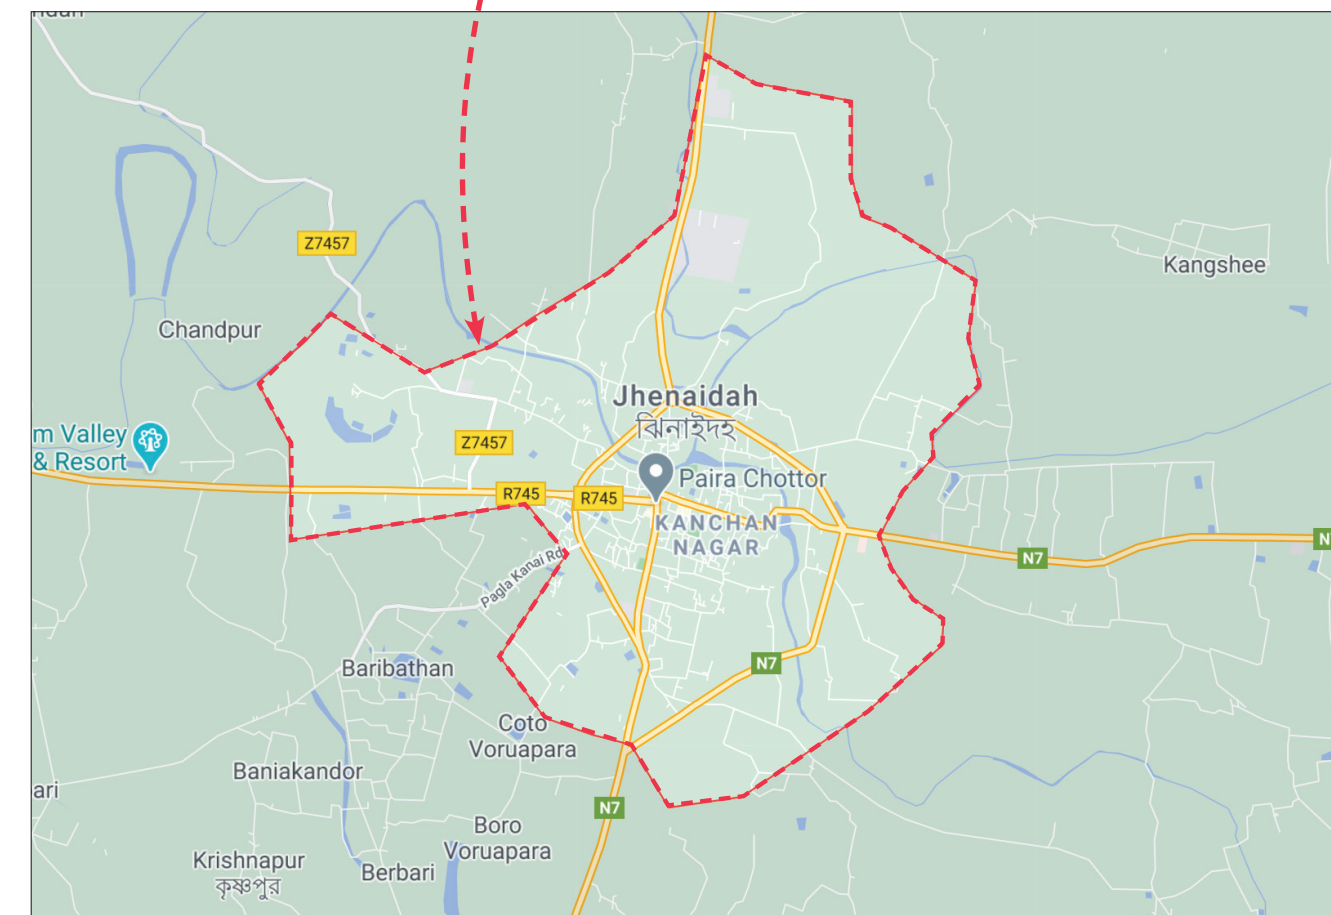 Z7457
Kangshee
Chandpur
Jhenaidah
ঝিনাইদহ
m Valley
& Resort
Z7457
Paira Chottor
R745
R745
KANCHAN
NAGAR
N7
N
Pagla Kanai Rd
Baribathan
N7
Coto
Voruapara
Baniakandor
ari
N7
Boro
Voruapara
Krishnapur
কৃষ্ণপুর
Berbari